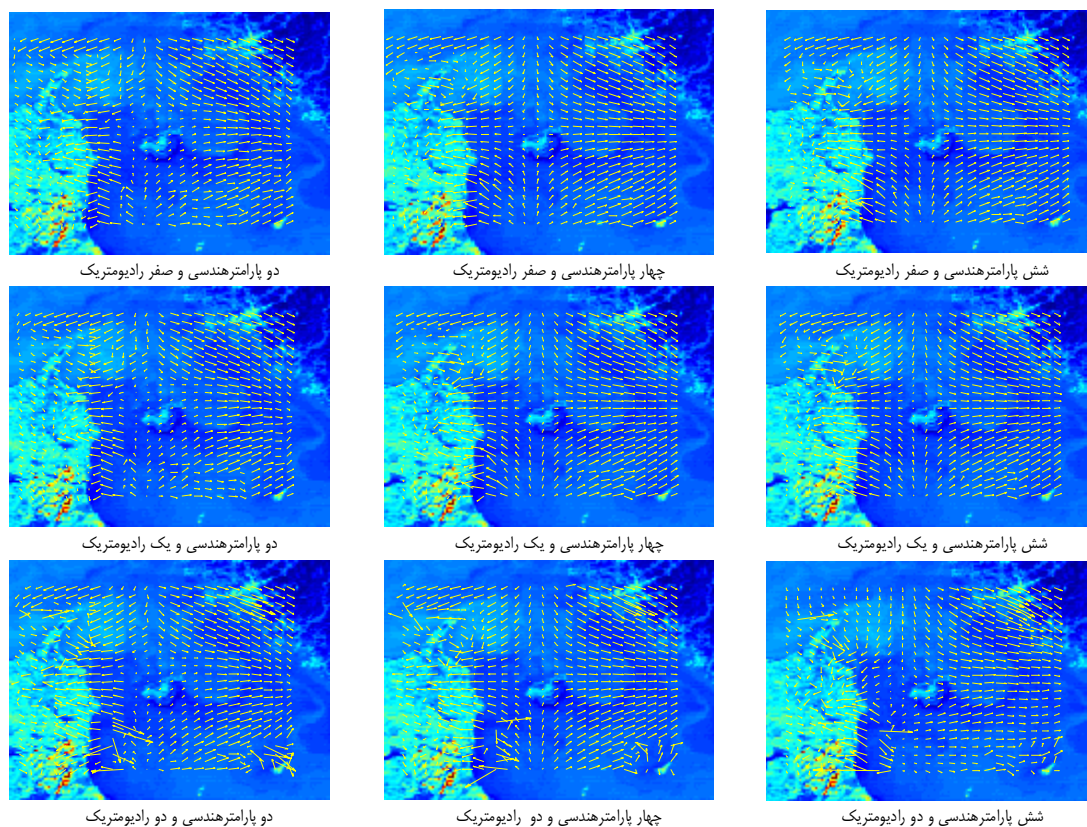 شش پارامترهندسی و صفر رادیومتریک
چهار پارامترهندسی و صفر رادیومتریک
دو پارامترهندسی و صفر رادیومتریک
شش پارامترهندسی و یک رادیومتریک
چهار پارامترهندسی و یک رادیومتریک
دو پارامترهندسی و یک رادیومتریک
شش پارامترهندسی و دو رادیومتریک
چهار پارامترهندسی و دو رادیومتریک
دو پارامترهندسی و دو رادیومتریک